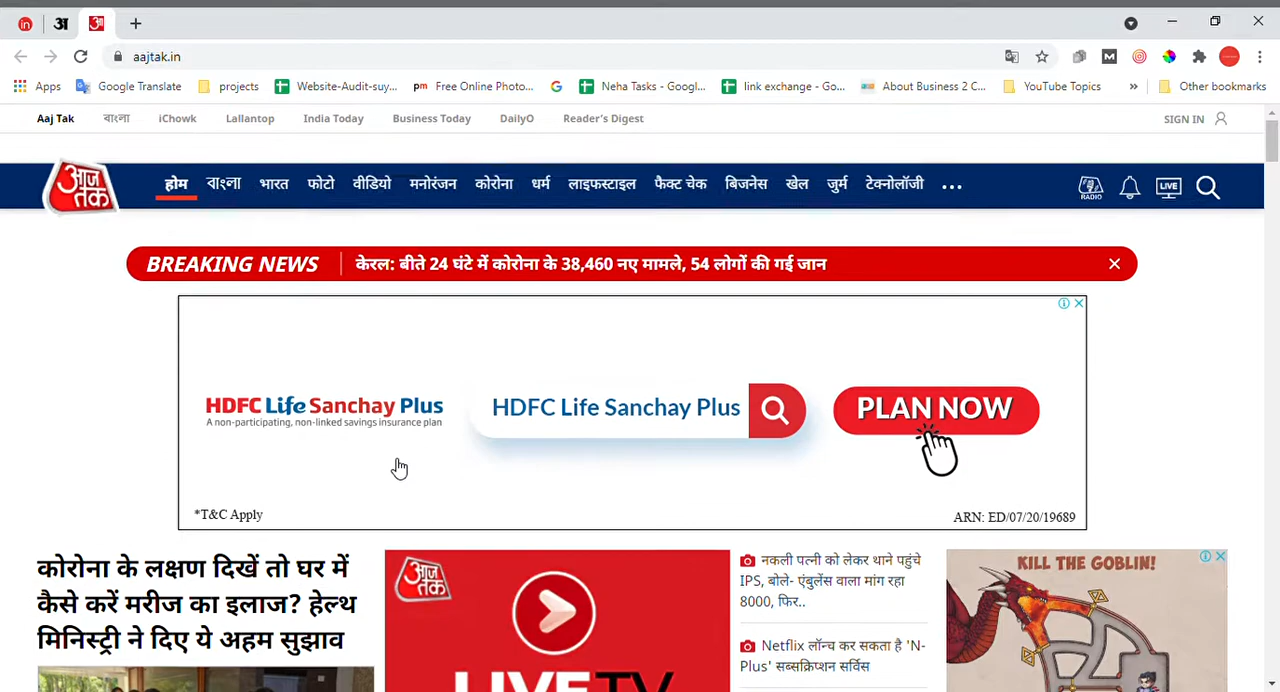 in अ आ
aajtak.in
M
Apps Google Translate projects Website-Audit-suy... pm Free Online Photo... G Neha Tasks - Googl... link exchange - Go... About Business 2 C... YouTube Topics » Other bookmarks
Aaj Tak বাংলা iChowk Lallantop India Today Business Today DailyO Reader's Digest SIGN IN
आज तक
होम বাংলা भारत फोटो वीडियो मनोरंजन कोरोना धर्म लाइफस्टाइल फैक्ट चेक बिजनेस खेल जुर्म टेक्नोलॉजी ... RADIO LIVE
BREAKING NEWS केरल: बीते 24 घंटे में कोरोना के 38,460 नए मामले, 54 लोगों की गई जान
HDFC Life Sanchay Plus
A non-participating, non-linked savings insurance plan
HDFC Life Sanchay Plus
PLAN NOW
*T&C Apply
ARN: ED/07/20/19689
कोरोना के लक्षण दिखें तो घर में
कैसे करें मरीज का इलाज? हेल्थ
मिनिस्ट्री ने दिए ये अहम सुझाव
आज तक
LIVE TV
नकली पत्नी को लेकर थाने पहुंचे
IPS, बोले- एंबुलेंस वाला मांग रहा
8000, फिर..
Netflix लॉन्च कर सकता है 'N-
Plus' सब्सक्रिप्शन सर्विस
KILL THE GOBLIN!